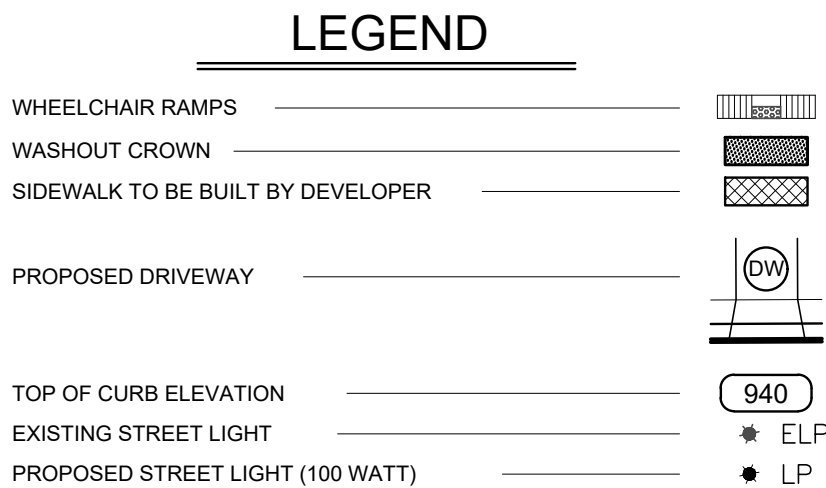 LEGEND
WHEELCHAIR RAMPS
WASHOUT CROWN
SIDEWALK TO BE BUILT BY DEVELOPER
PROPOSED DRIVEWAY DW
TOP OF CURB ELEVATION 940
EXISTING STREET LIGHT ELP
PROPOSED STREET LIGHT (100 WATT) LP